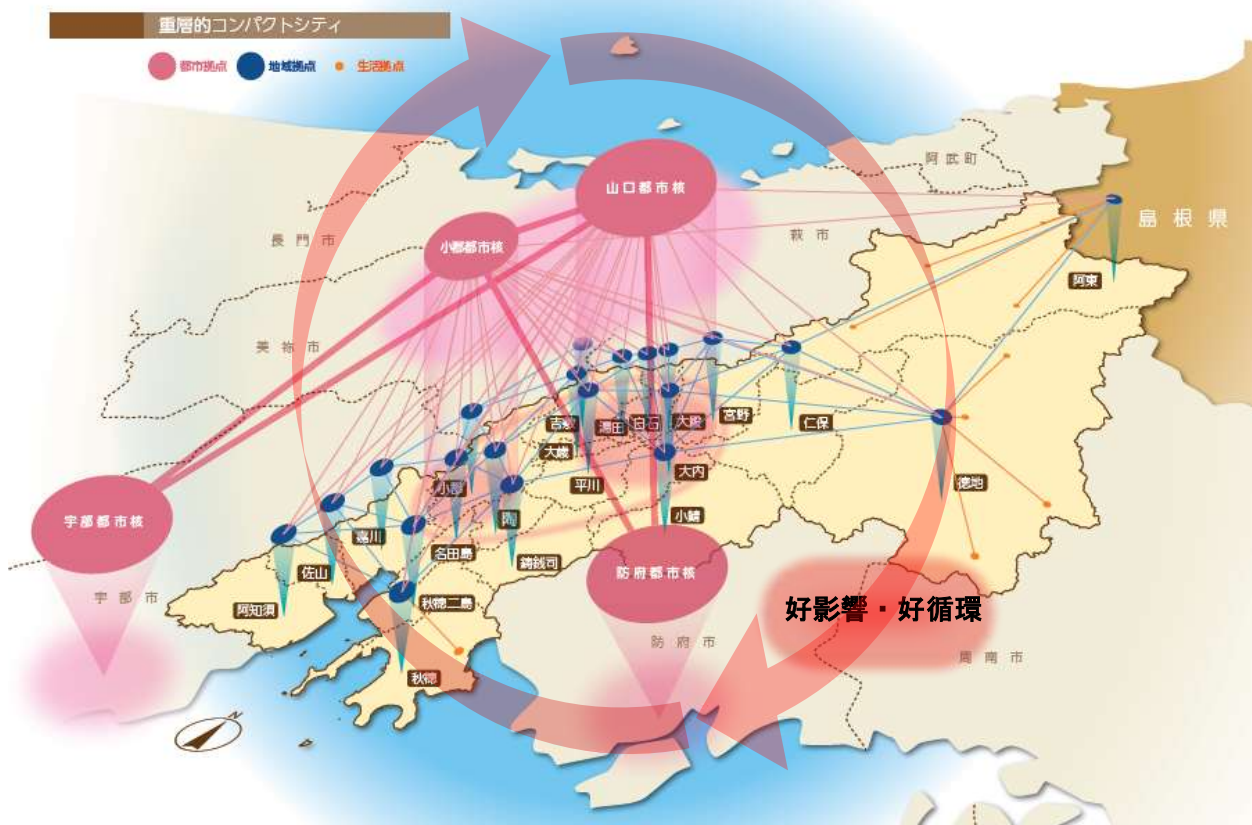 重層的コンパクトシティ
都市拠点 地域拠点 生活拠点
阿武町
山口都市核
島根県
萩市
長門市
小郡都市核
阿東
美祢市
吉敷
湯田
白石
大殿
宮野
仁保
大歳
大内
平川
徳地
小郡
小鯖
陶
宇部都市核
嘉川
名田島
鋳銭司
防府都市核
佐山
宇部市
阿知須
秋穂二島
好影響・好循環
防府市
周南市
秋穂
N